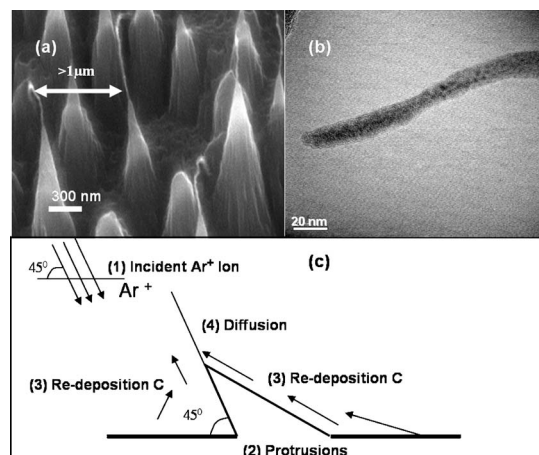 (a)
>1μm
300 nm
(b)
20 nm
(c)
(1) Incident Ar⁺ Ion
45⁰
Ar ⁺
(4) Diffusion
(3) Re-deposition C
(3) Re-deposition C
45⁰
(2) Protrusions